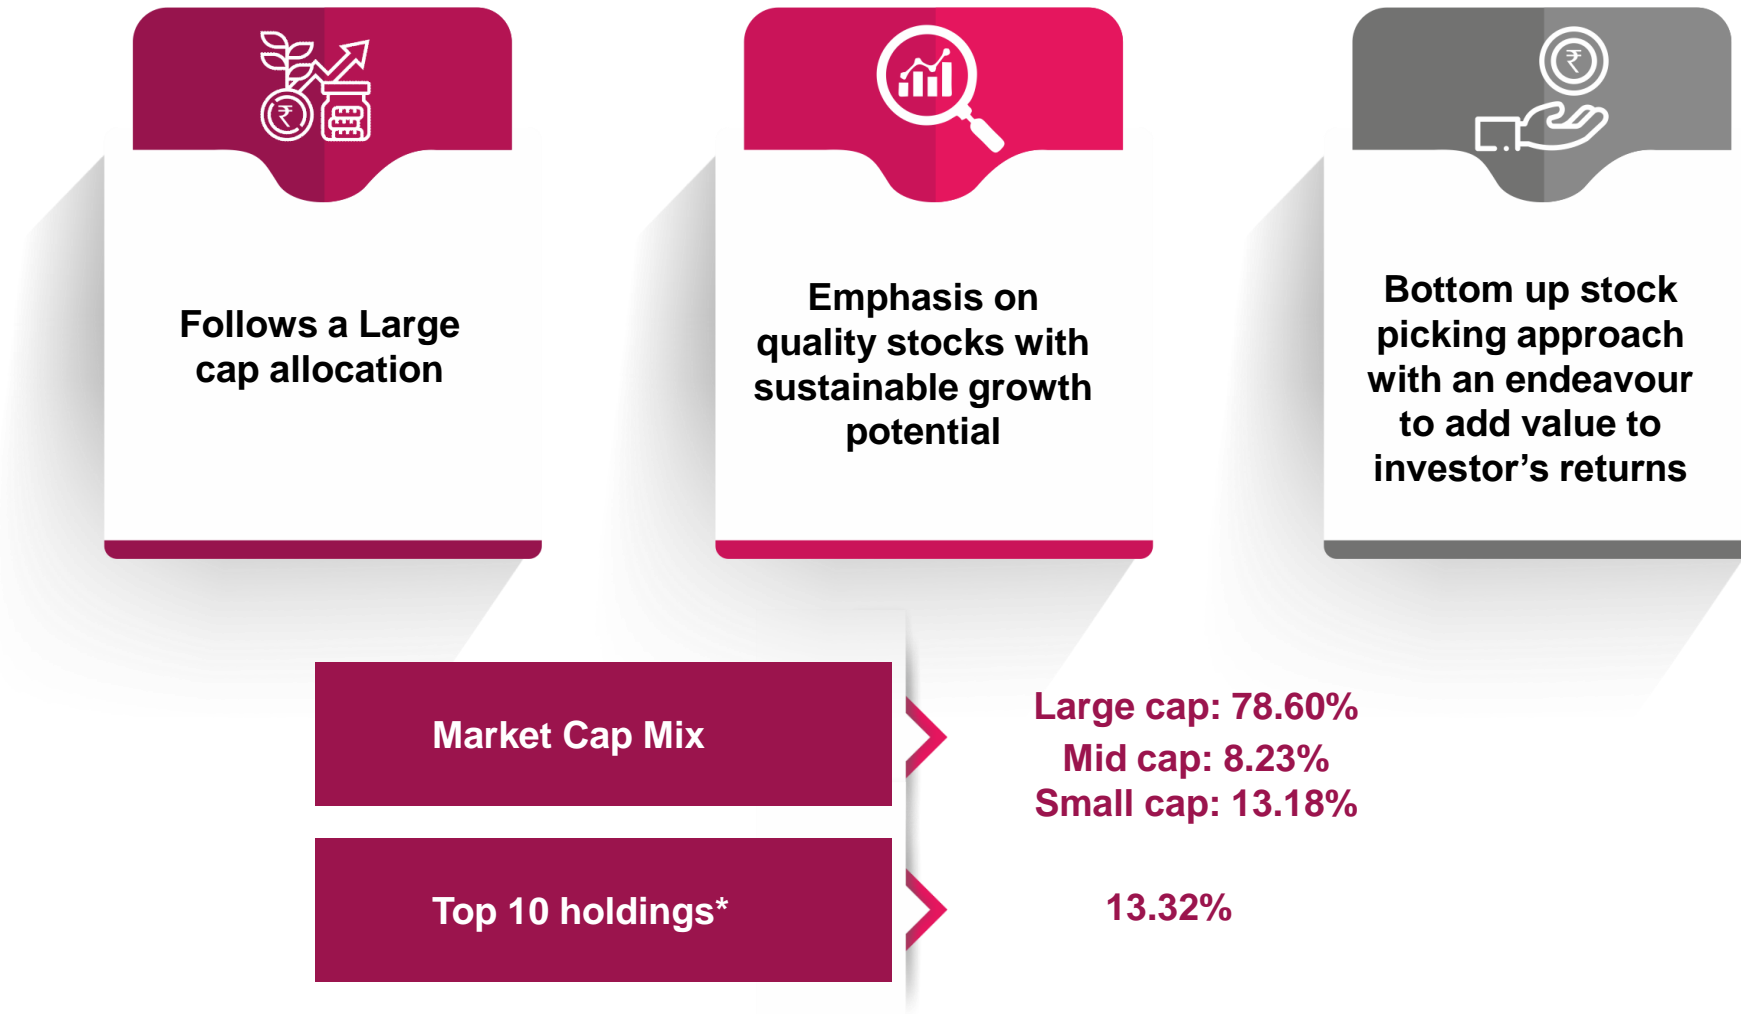 Follows a Large
cap allocation
Emphasis on
quality stocks with
sustainable growth
potential
Bottom up stock
picking approach
with an endeavour
to add value to
investor’s returns
Market Cap Mix
Large cap: 78.60%
Mid cap: 8.23%
Small cap: 13.18%
Top 10 holdings*
13.32%